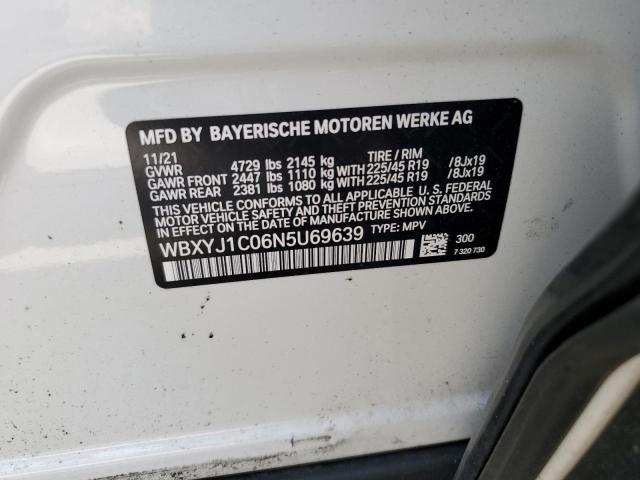 MFD BY BAYERISCHE MOTOREN WERKE AG
11/21 TIRE / RIM
GVWR 4729 lbs 2145 kg
GAWR FRONT 2447 lbs 1110 kg WITH 225/45 R19 /8Jx19
GAWR REAR 2381 lbs 1080 kg WITH 225/45 R19 /8Jx19
THIS VEHICLE CONFORMS TO ALL APPLICABLE U. S. FEDERAL
MOTOR VEHICLE SAFETY, BUMPER, AND THEFT PREVENTION STANDARDS
IN EFFECT ON THE DATE OF MANUFACTURE SHOWN ABOVE.
WBXYJ1C06N5U69639 TYPE: MPV
300
7 320 730